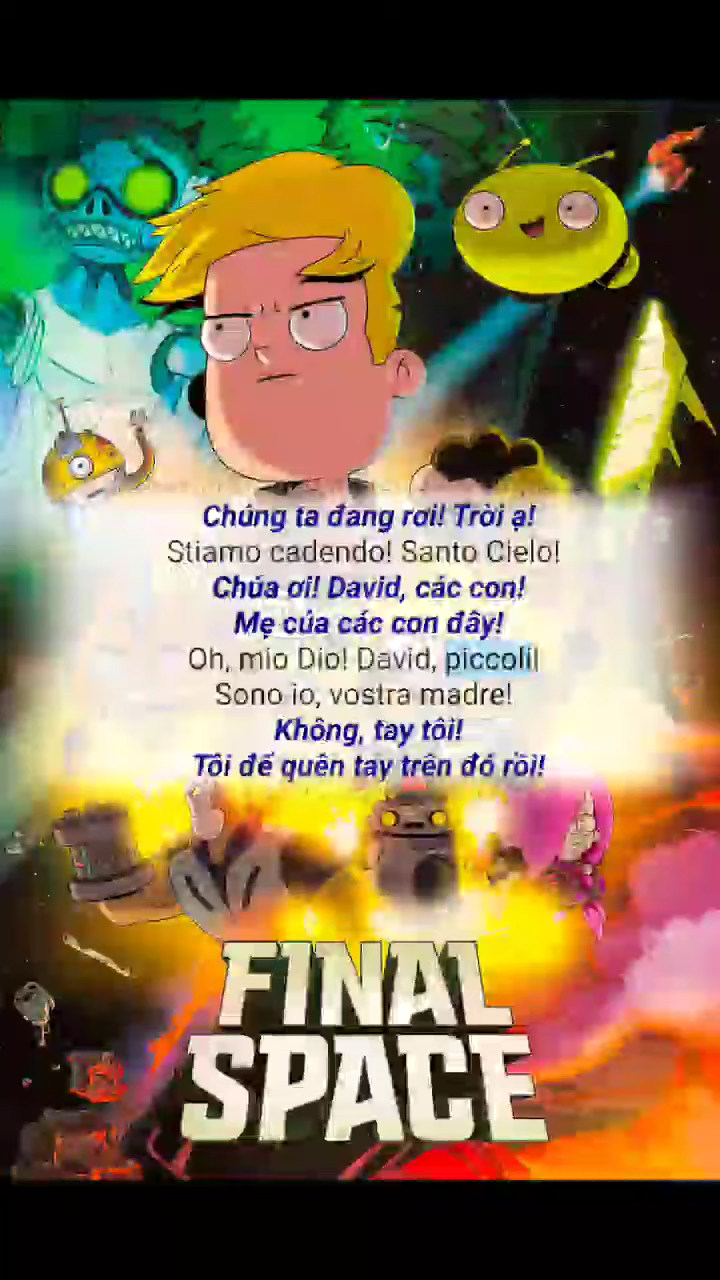 Chúng ta đang rơi! Trời ạ!
Stiamo cadendo! Santo Cielo!
Chúa ơi! David, các con!
Mẹ của các con đây!
Oh, mio Dio! David, piccoli!
Sono io, vostra madre!
Không, tay tôi!
Tôi để quên tay trên đó rồi!
FINAL
SPACE